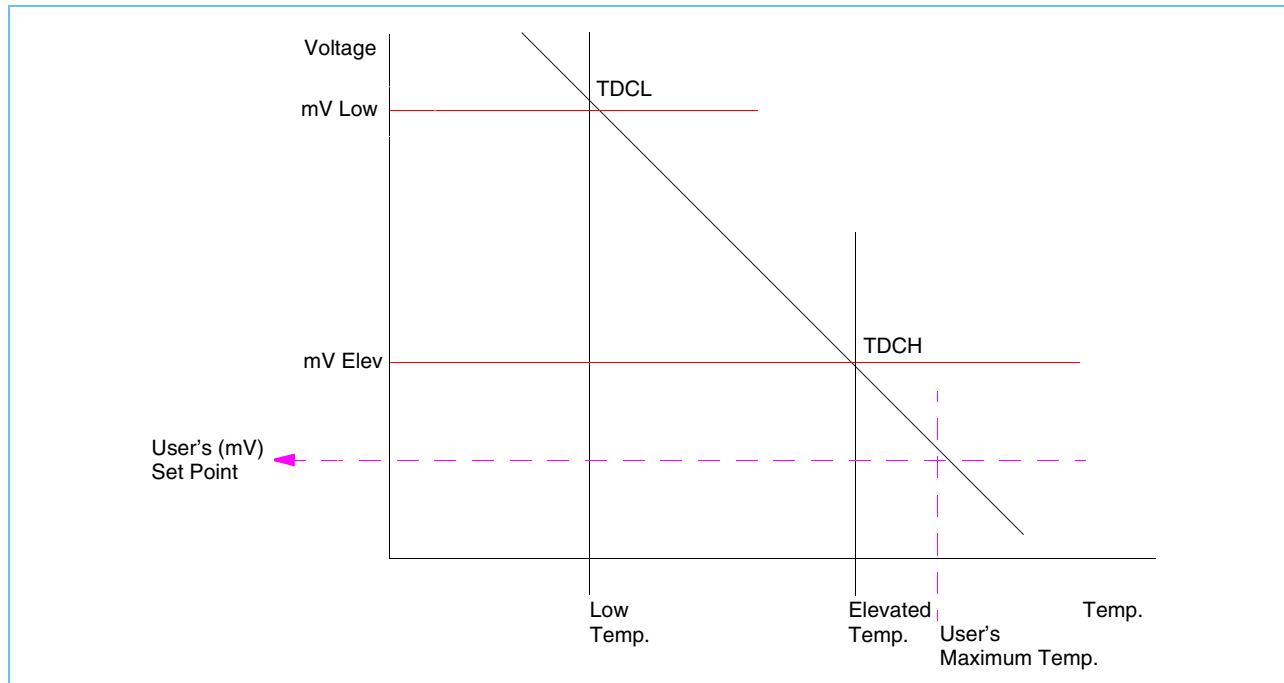 Voltage
TDCL
mV Low
TDCH
mV Elev
User's (mV)
Set Point
Low
Temp.
Elevated
Temp.
Temp.
User's
Maximum Temp.